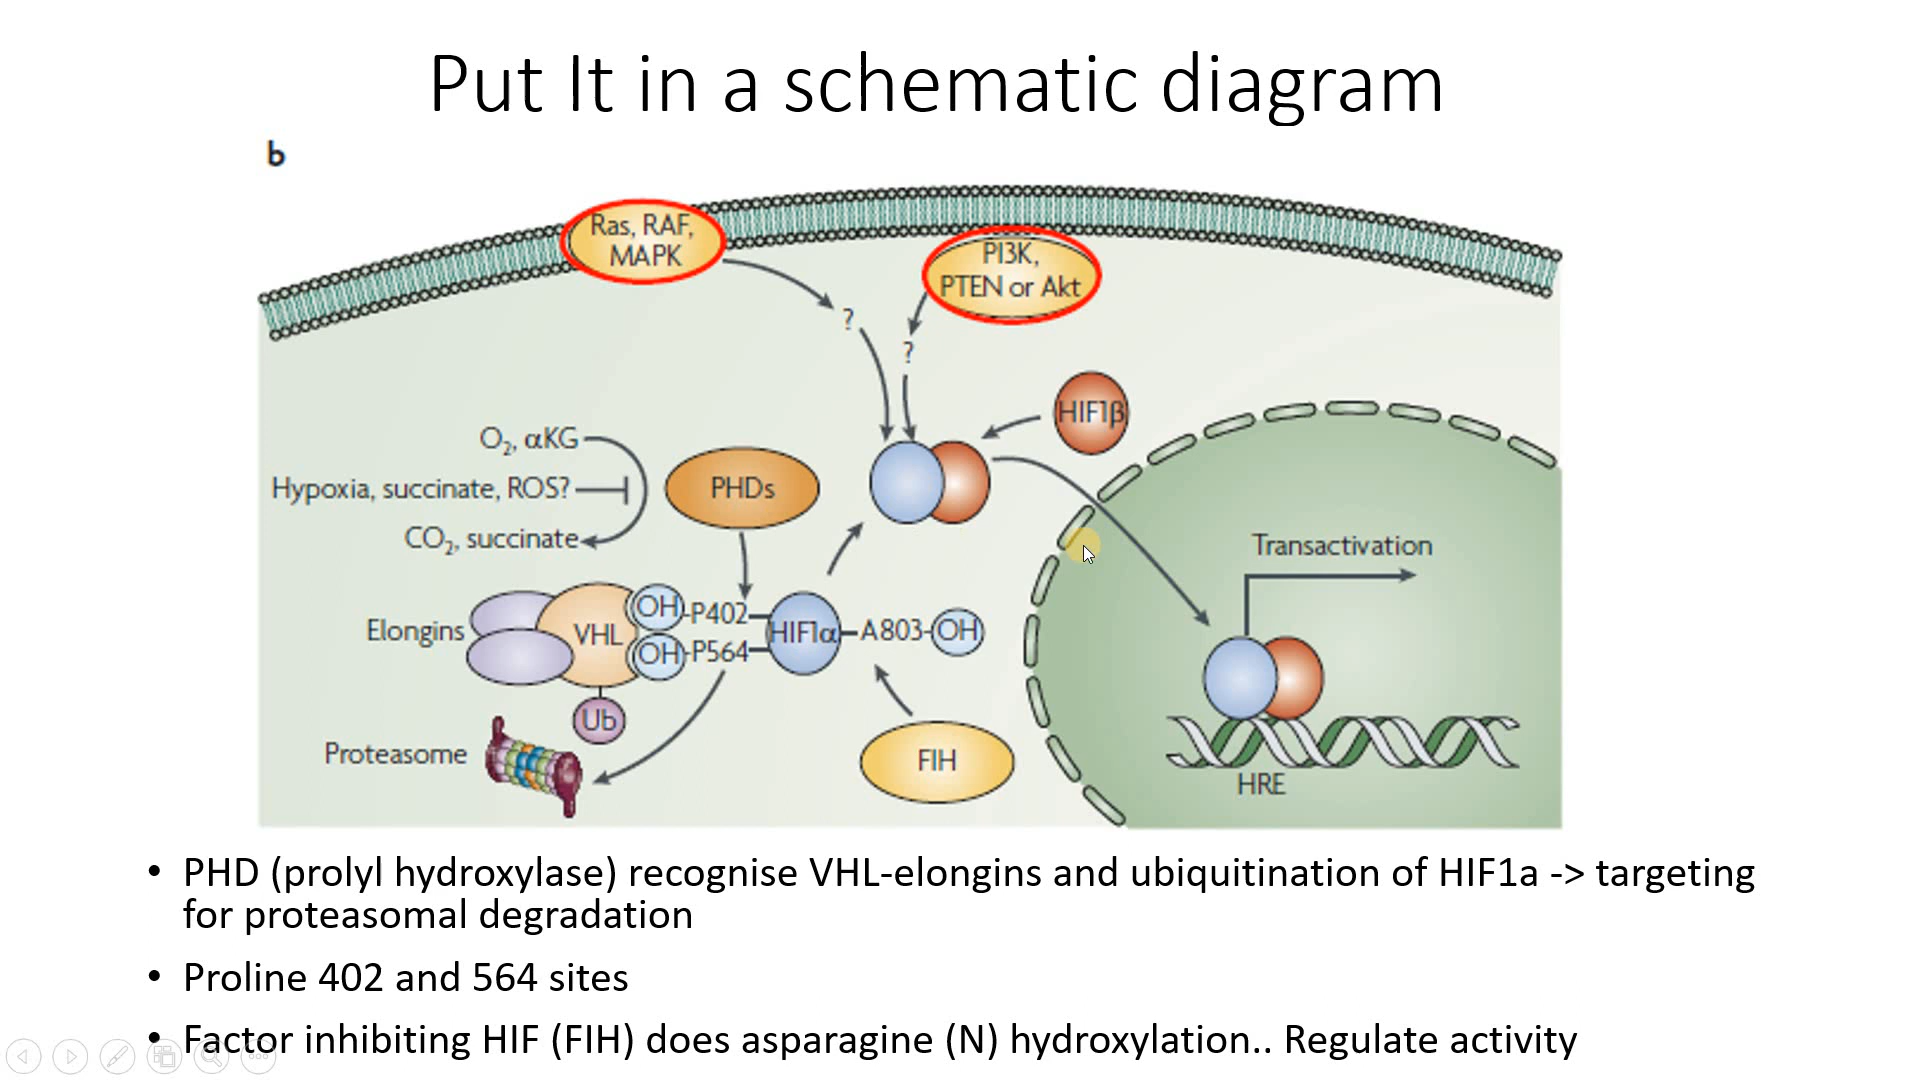 Put It in a schematic diagram
b
Ras, RAF,
MAPK
PI3K,
PTEN or Akt
?
?
HIF1β
O₂, αKG
Hypoxia, succinate, ROS?
CO₂, succinate
PHDs
Transactivation
Elongins
VHL
OH
-P402
OH
-P564
HIF1α
A803-
OH
Ub
Proteasome
FIH
HRE
• PHD (prolyl hydroxylase) recognise VHL-elongins and ubiquitination of HIF1a -> targeting
for proteasomal degradation
• Proline 402 and 564 sites
• Factor inhibiting HIF (FIH) does asparagine (N) hydroxylation.. Regulate activity